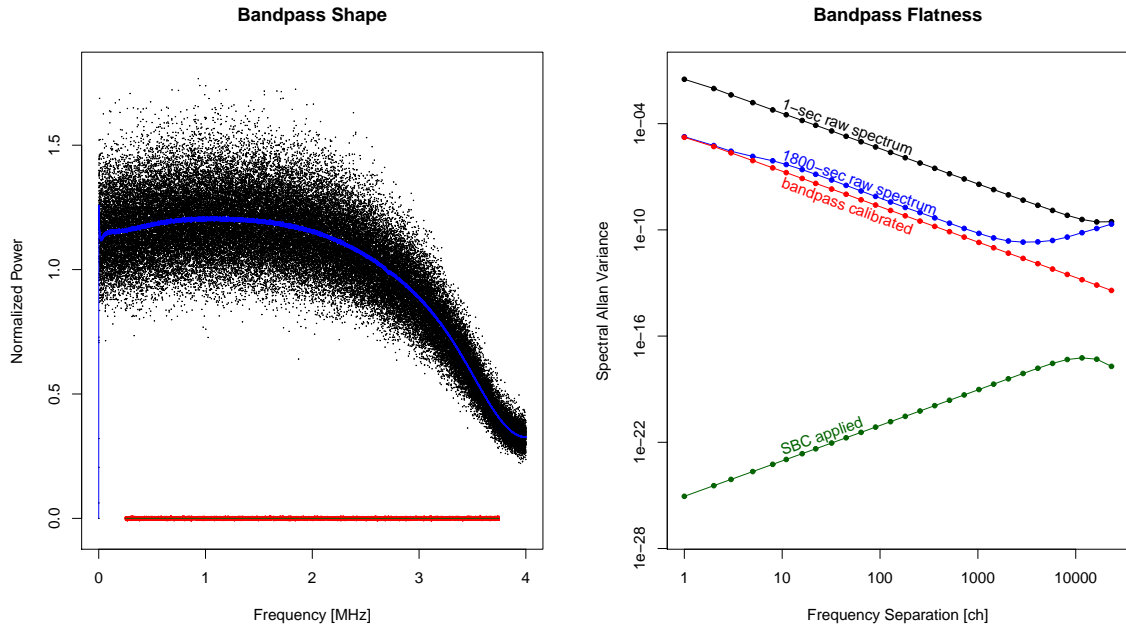 Bandpass Shape
Normalized Power
1.5
1.0
0.5
0.0
0 1 2 3 4
Frequency [MHz]
Bandpass Flatness
Spectral Allan Variance
1e−04
1e−10
1e−16
1e−22
1e−28
1−sec raw spectrum
1800−sec raw spectrum
bandpass calibrated
SBC applied
1 10 100 1000 10000
Frequency Separation [ch]